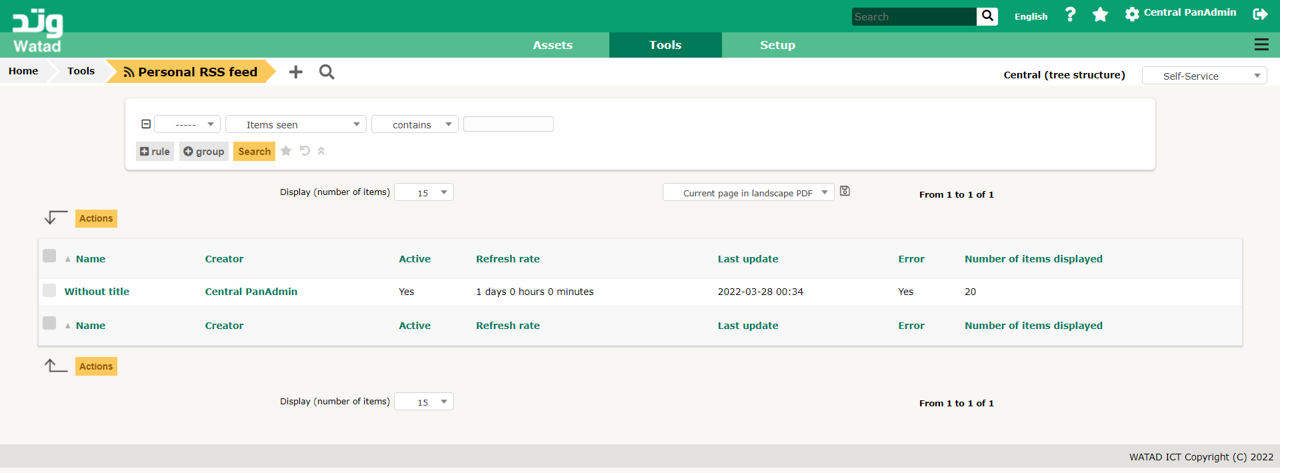 وتد
Watad
Search
English
?
Central PanAdmin
Assets
Tools
Setup
Home
Tools
Personal RSS feed
Central (tree structure)
Self-Service
-----
Items seen
contains
rule
group
Search
Display (number of items)
15
Current page in landscape PDF
From 1 to 1 of 1
Actions
Name Creator Active Refresh rate Last update Error Number of items displayed
Without title Central PanAdmin Yes 1 days 0 hours 0 minutes 2022-03-28 00:34 Yes 20
Name Creator Active Refresh rate Last update Error Number of items displayed
Actions
Display (number of items)
15
From 1 to 1 of 1
WATAD ICT Copyright (C) 2022